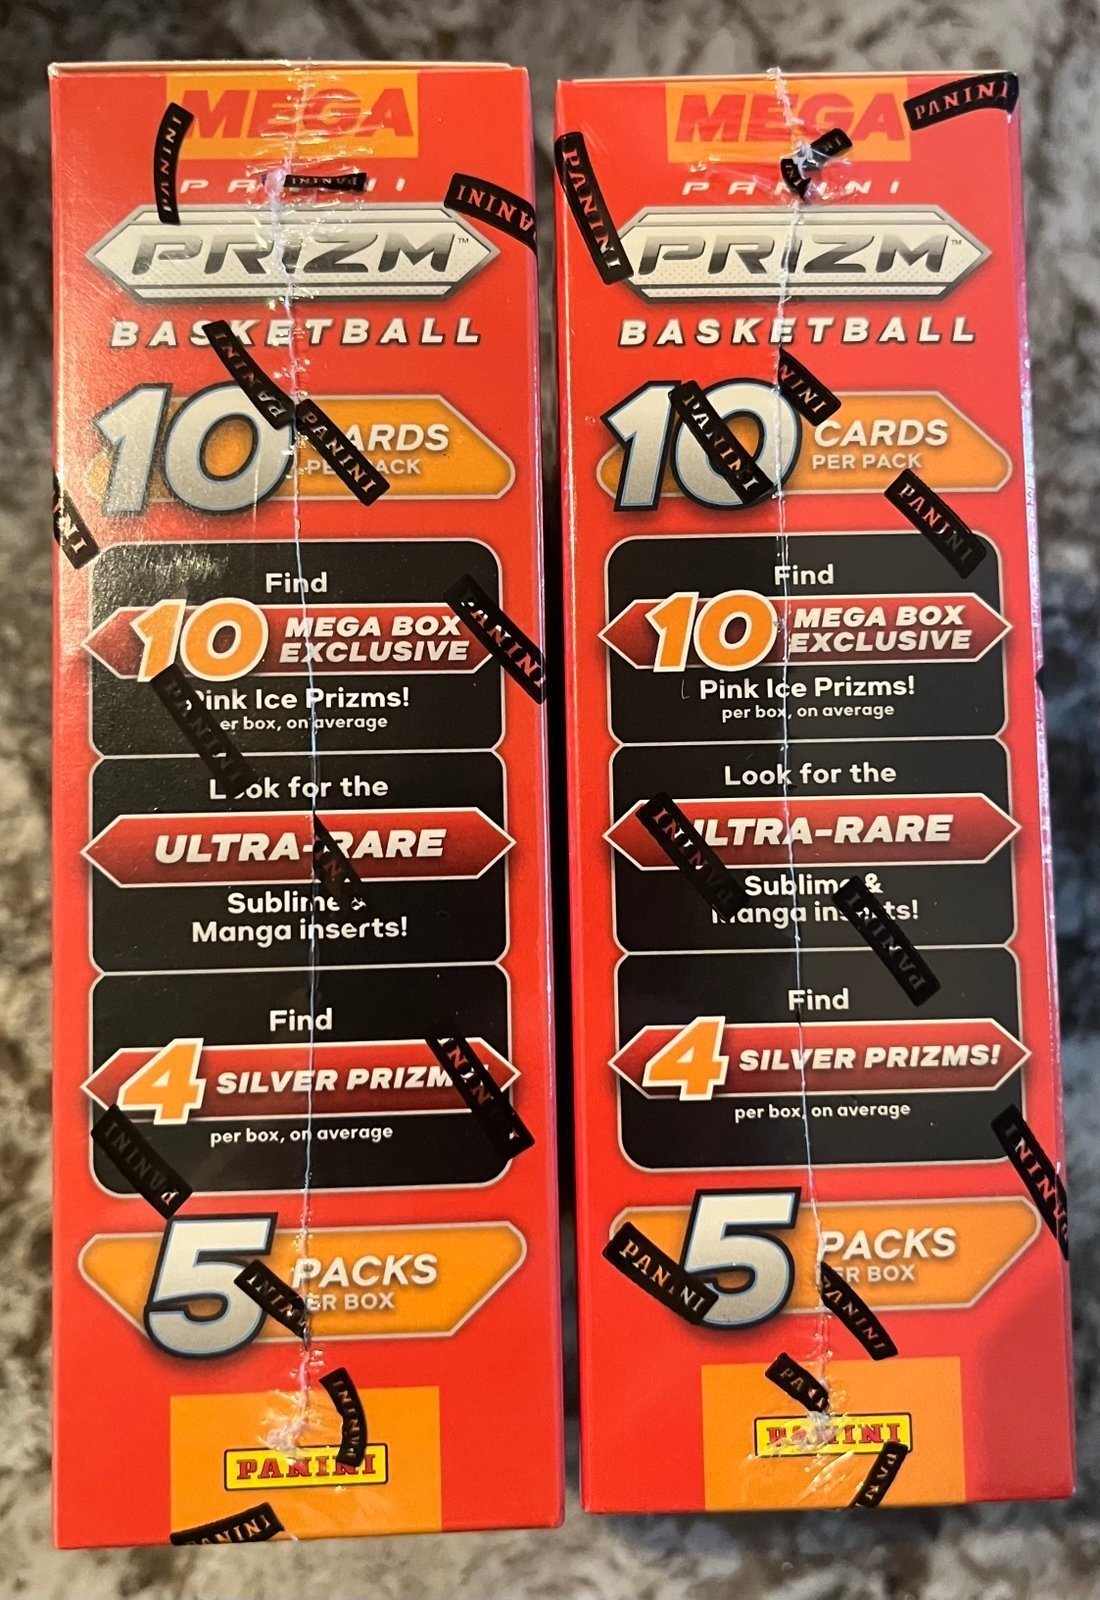 MEGA
PANINI
PRIZM™
BASKETBALL
10 CARDS
PER PACK
Find
10 MEGA BOX
EXCLUSIVE
Pink Ice Prizms!
per box, on average
Look for the
ULTRA-RARE
Sublime &
Manga inserts!
Find
4 SILVER PRIZM
per box, on average
5 PACKS
PER BOX
PANINI
MEGA
PANINI
PRIZM™
BASKETBALL
10 CARDS
PER PACK
Find
10 MEGA BOX
EXCLUSIVE
Pink Ice Prizms!
per box, on average
Look for the
ULTRA-RARE
Sublime &
Manga inserts!
Find
4 SILVER PRIZMS!
per box, on average
5 PACKS
PER BOX
PANINI